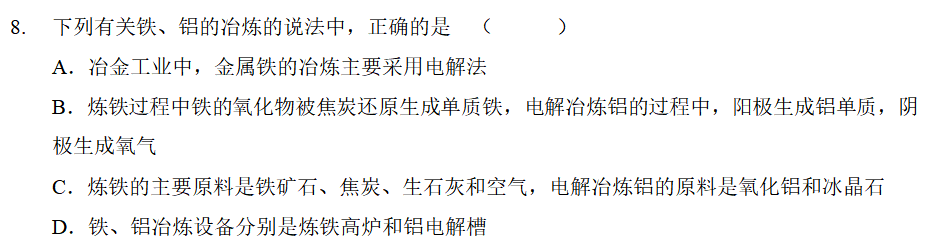 8. 下列有关铁、铝的冶炼的说法中，正确的是 （ ）
A．冶金工业中，金属铁的冶炼主要采用电解法
B．炼铁过程中铁的氧化物被焦炭还原生成单质铁，电解冶炼铝的过程中，阳极生成铝单质，阴
极生成氧气
C．炼铁的主要原料是铁矿石、焦炭、生石灰和空气，电解冶炼铝的原料是氧化铝和冰晶石
D．铁、铝冶炼设备分别是炼铁高炉和铝电解槽